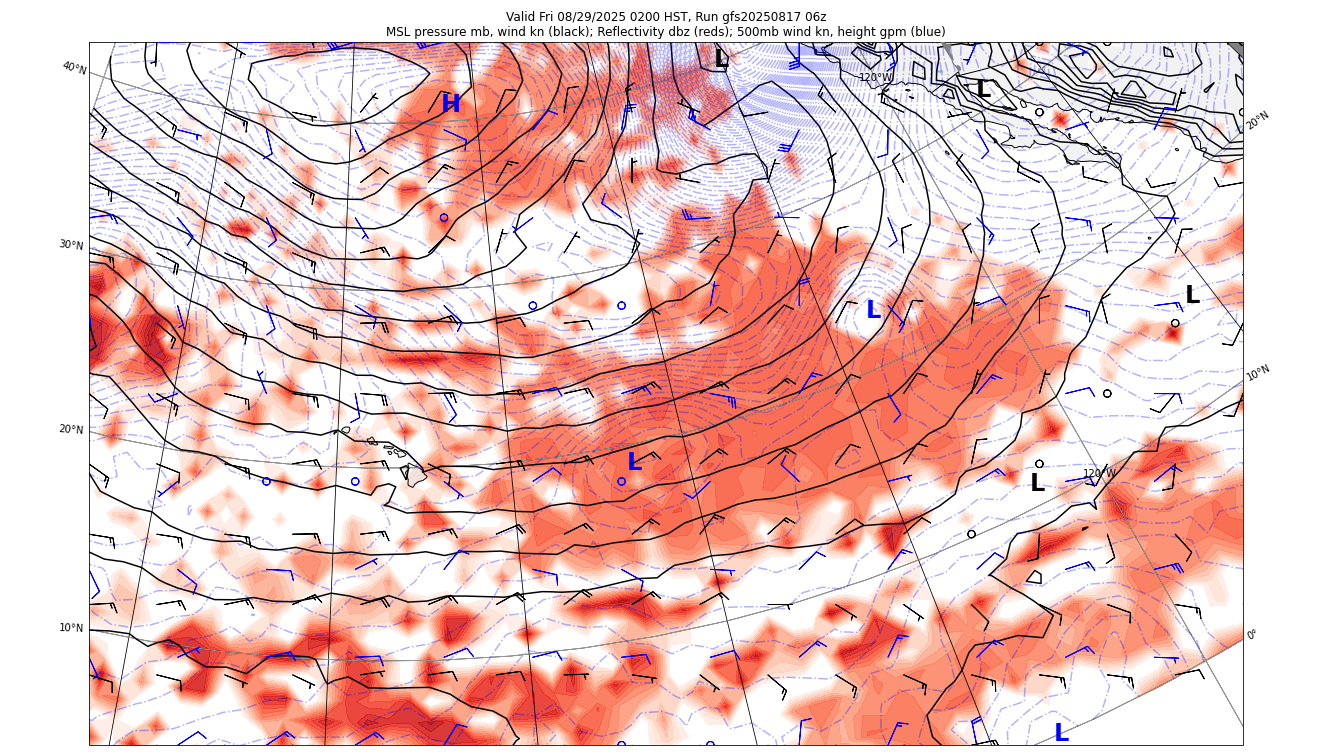 Valid Fri 08/29/2025 0200 HST, Run gfs20250817 06z
MSL pressure mb, wind kn (black); Reflectivity dbz (reds); 500mb wind kn, height gpm (blue)
L
40°N
120°W
L
H
20°N
30°N
L
L
10°N
20°N
L
120°W
L
10°N
0°
L